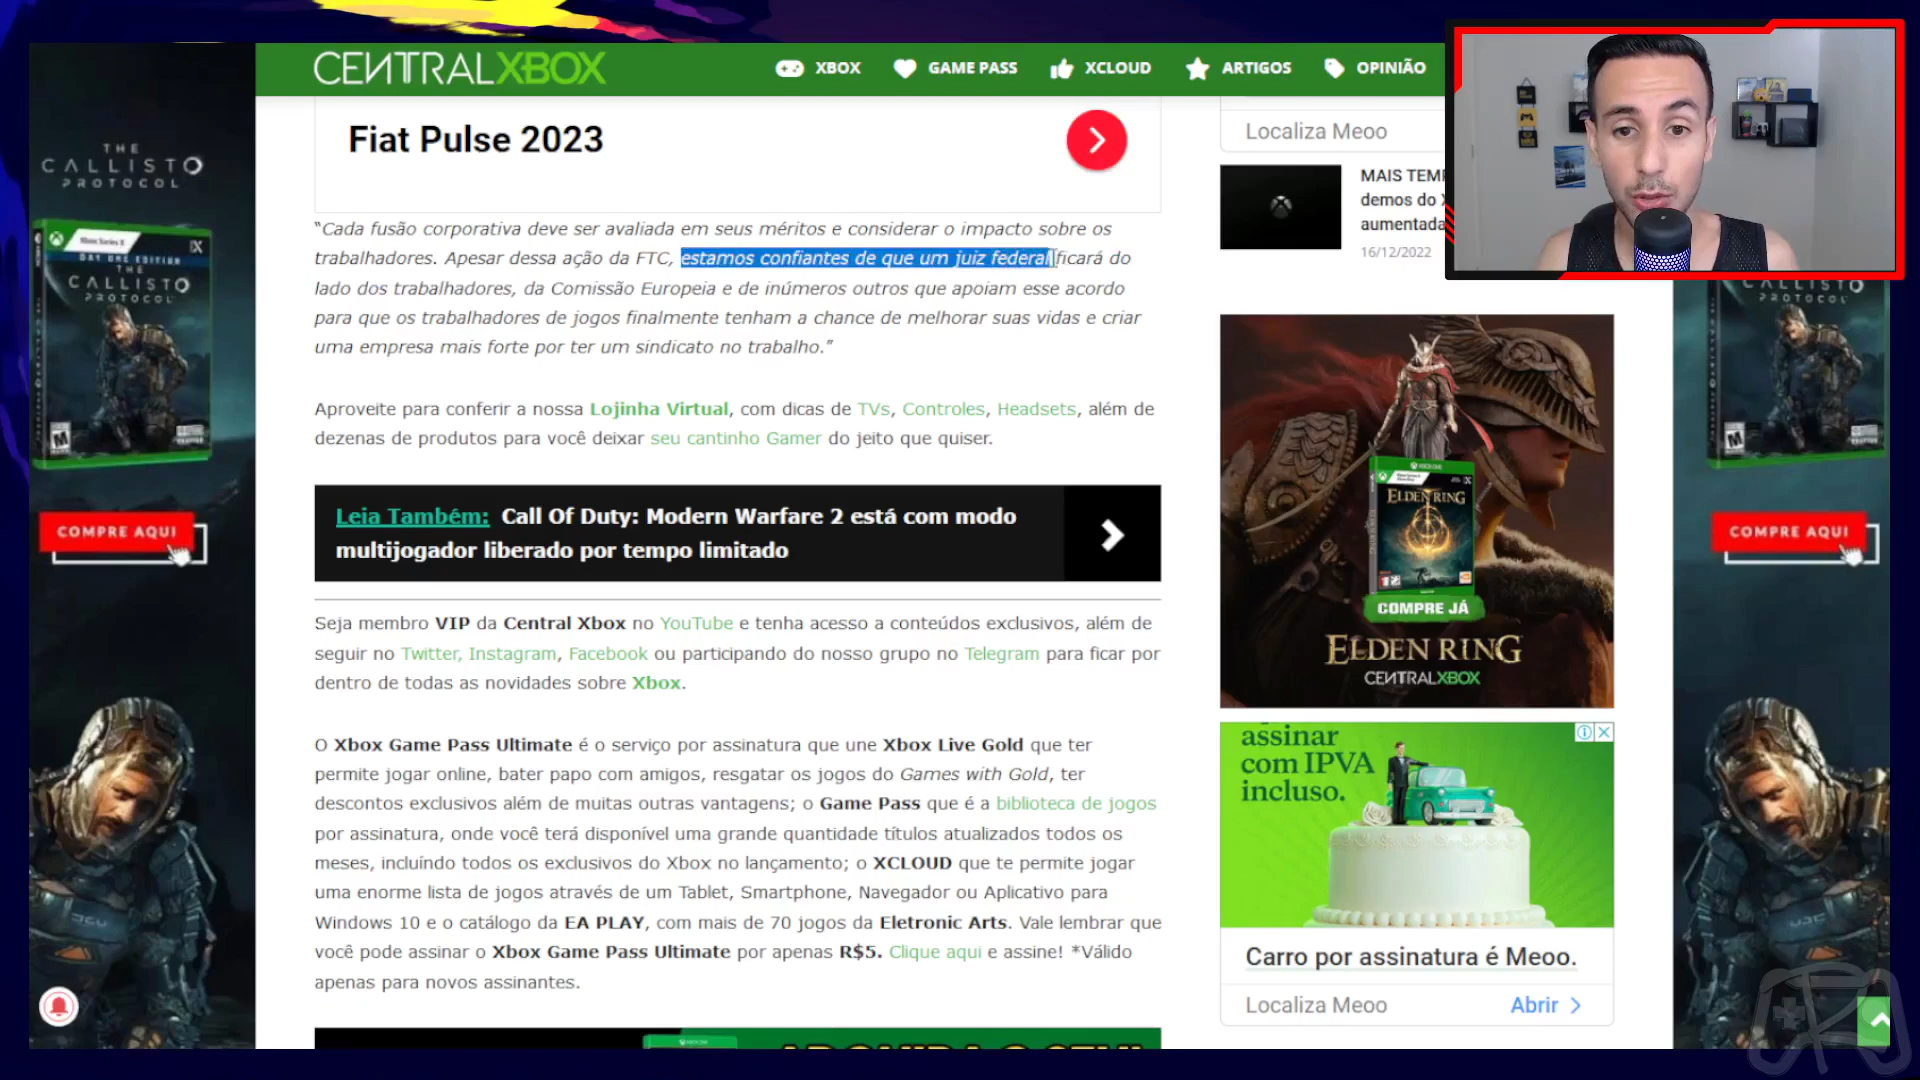 CENTRALXBOX
XBOX
GAME PASS
XCLOUD
ARTIGOS
OPINIÃO
THE
CALLISTO
PROTOCOL
Xbox Series X
DAY ONE EDITION
THE
CALLISTO
PROTOCOL
M
COMPRE AQUI
Fiat Pulse 2023
“Cada fusão corporativa deve ser avaliada em seus méritos e considerar o impacto sobre os
trabalhadores. Apesar dessa ação da FTC, estamos confiantes de que um juiz federal ficará do
lado dos trabalhadores, da Comissão Europeia e de inúmeros outros que apoiam esse acordo
para que os trabalhadores de jogos finalmente tenham a chance de melhorar suas vidas e criar
uma empresa mais forte por ter um sindicato no trabalho.”
Aproveite para conferir a nossa Lojinha Virtual, com dicas de TVs, Controles, Headsets, além de
dezenas de produtos para você deixar seu cantinho Gamer do jeito que quiser.
Leia Também: Call Of Duty: Modern Warfare 2 está com modo
multijogador liberado por tempo limitado
Seja membro VIP da Central Xbox no YouTube e tenha acesso a conteúdos exclusivos, além de
seguir no Twitter, Instagram, Facebook ou participando do nosso grupo no Telegram para ficar por
dentro de todas as novidades sobre Xbox.
O Xbox Game Pass Ultimate é o serviço por assinatura que une Xbox Live Gold que ter
permite jogar online, bater papo com amigos, resgatar os jogos do Games with Gold, ter
descontos exclusivos além de muitas outras vantagens; o Game Pass que é a biblioteca de jogos
por assinatura, onde você terá disponível uma grande quantidade títulos atualizados todos os
meses, incluíndo todos os exclusivos do Xbox no lançamento; o XCLOUD que te permite jogar
uma enorme lista de jogos através de um Tablet, Smartphone, Navegador ou Aplicativo para
Windows 10 e o catálogo da EA PLAY, com mais de 70 jogos da Eletronic Arts. Vale lembrar que
você pode assinar o Xbox Game Pass Ultimate por apenas R$5. Clique aqui e assine! *Válido
apenas para novos assinantes.
Localiza Meoo
MAIS TEMP
demos do X
aumentada
16/12/2022
ELDEN RING
COMPRE JÁ
ELDEN RING
CENTRALXBOX
assinar
com IPVA
incluso.
Carro por assinatura é Meoo.
Localiza Meoo
Abrir
CALLISTO
PROTOCOL
M
COMPRE AQUI